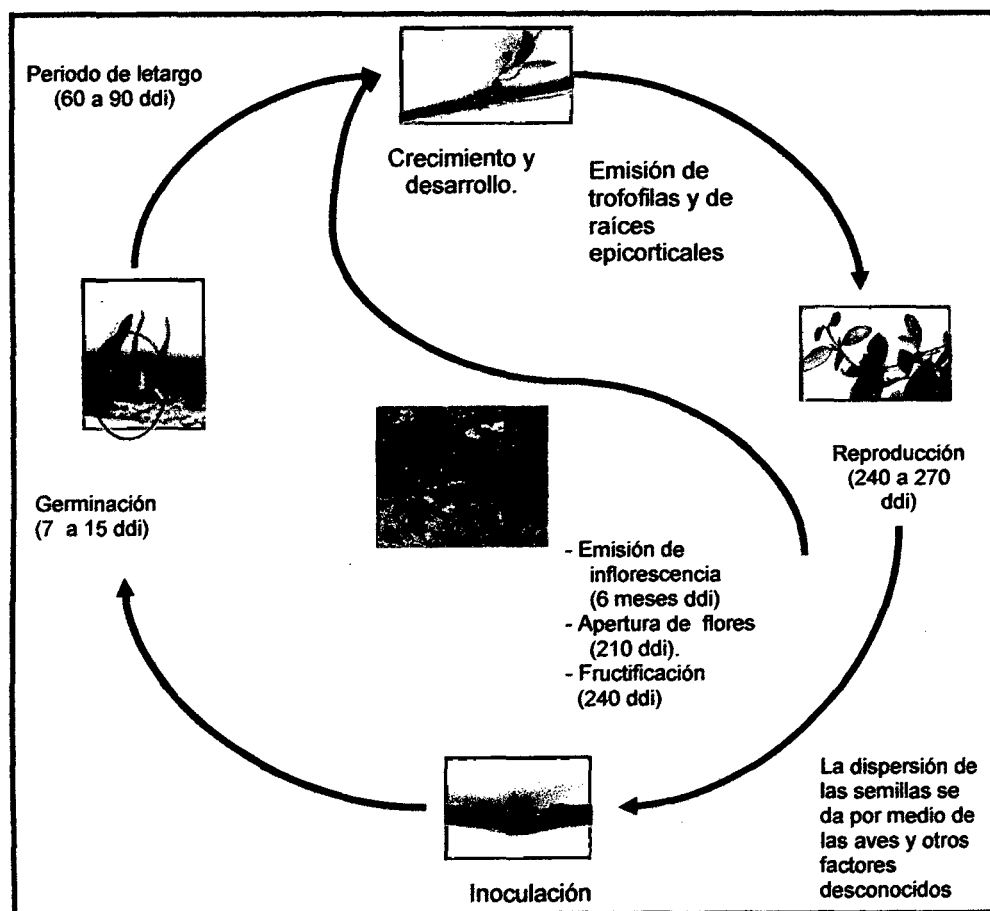 Periodo de letargo
(60 a 90 ddi)
Crecimiento y
desarrollo.
Emisión de
trofofilas y de
raíces
epicorticales
Reproducción
(240 a 270
ddi)
Germinación
(7 a 15 ddi)
- Emisión de
inflorescencia
(6 meses ddi)
- Apertura de flores
(210 ddi).
- Fructificación
(240 ddi)
La dispersión de
las semillas se
da por medio de
las aves y otros
factores
desconocidos
Inoculación